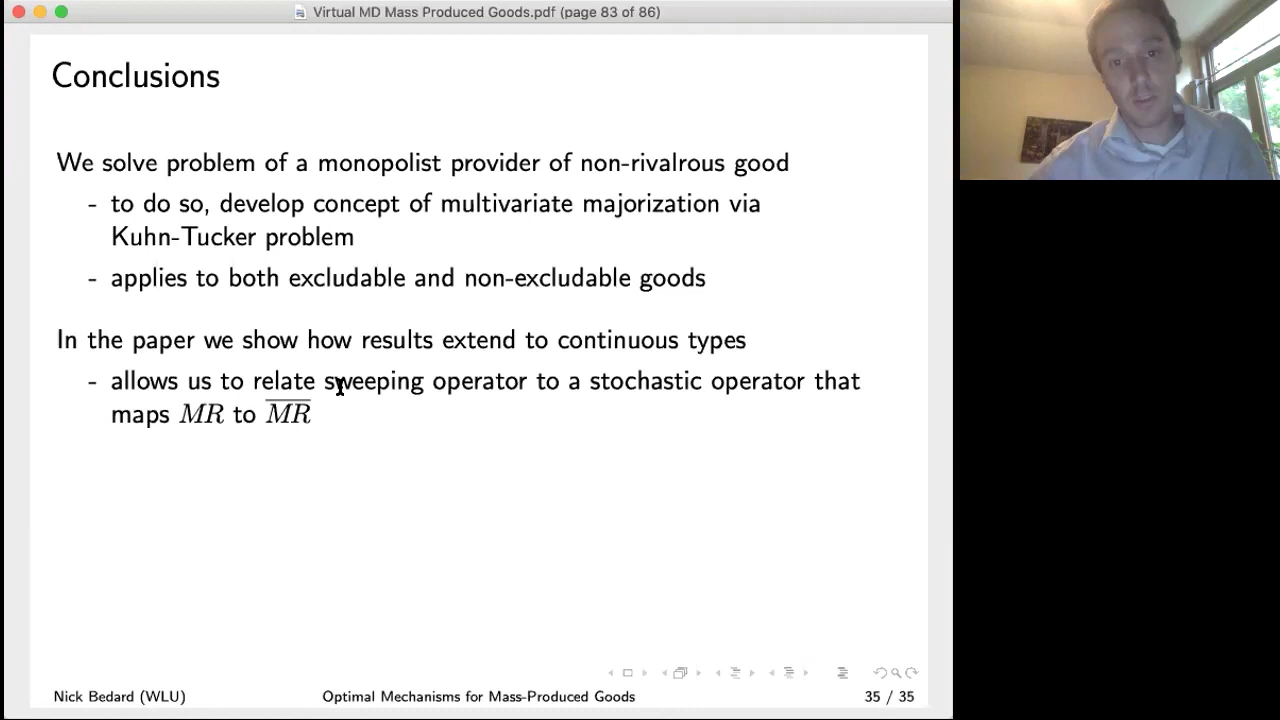 Virtual MD Mass Produced Goods.pdf (page 83 of 86)
Conclusions
We solve problem of a monopolist provider of non-rivalrous good
- to do so, develop concept of multivariate majorization via
Kuhn-Tucker problem
- applies to both excludable and non-excludable goods
In the paper we show how results extend to continuous types
- allows us to relate sweeping operator to a stochastic operator that
maps MR to M̅R̅
Nick Bedard (WLU) Optimal Mechanisms for Mass-Produced Goods 35 / 35